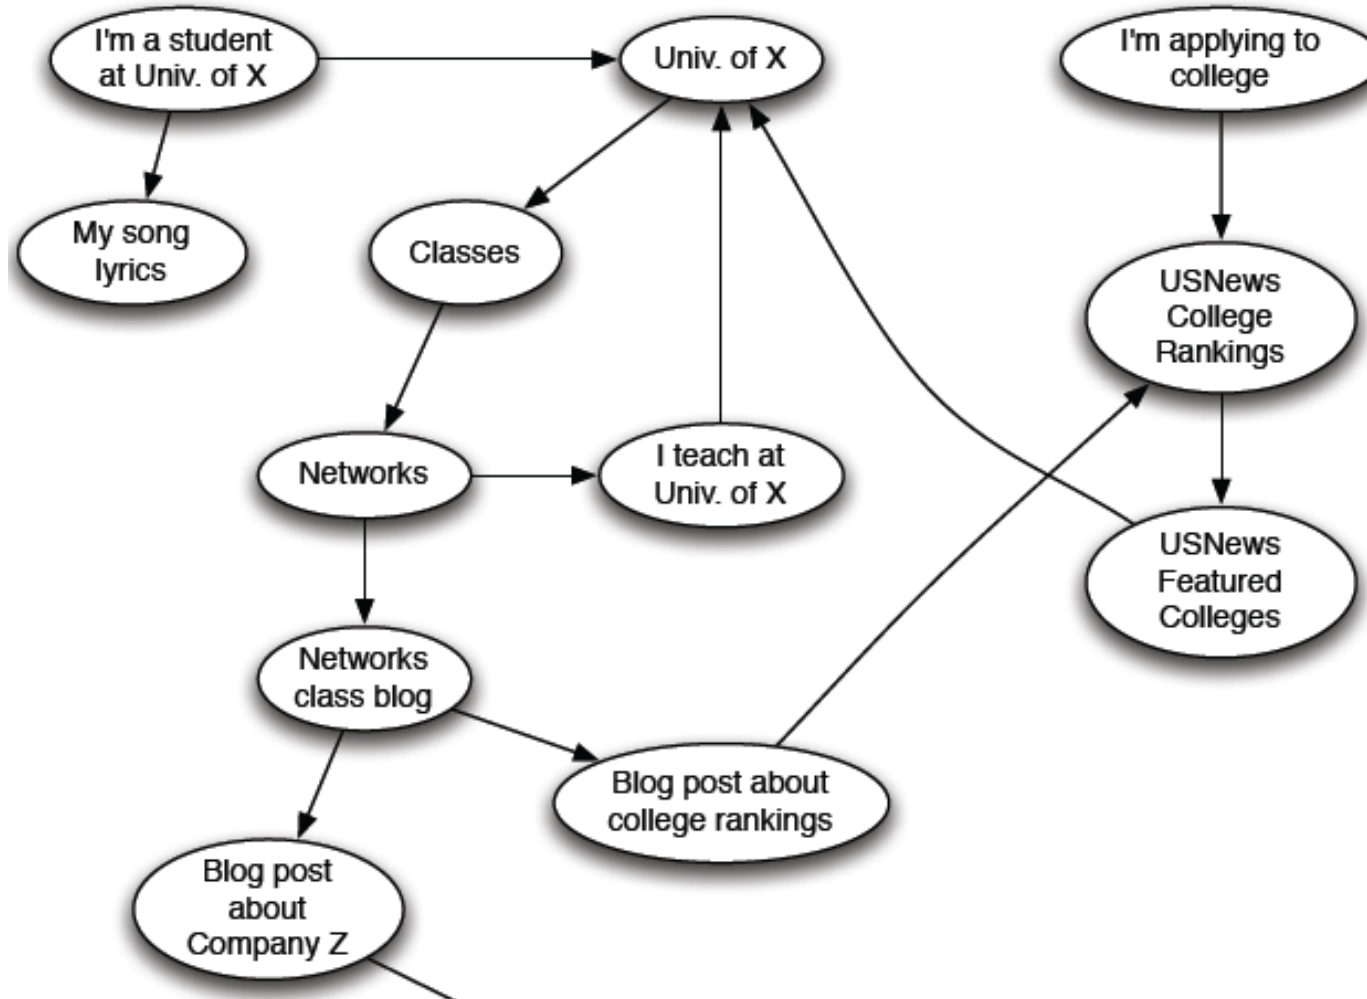 I'm a student
at Univ. of X
Univ. of X
I'm applying to
college
My song
lyrics
Classes
USNews
College
Rankings
Networks
I teach at
Univ. of X
USNews
Featured
Colleges
Networks
class blog
Blog post about
college rankings
Blog post
about
Company Z